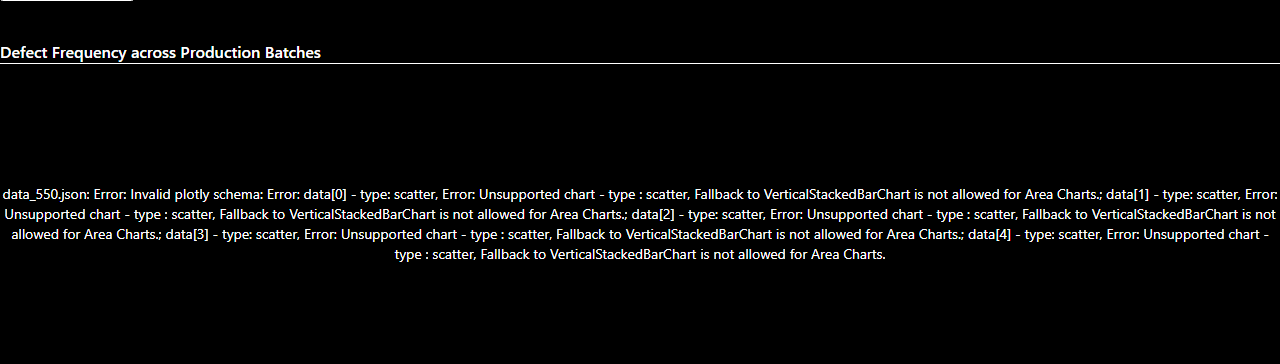 Defect Frequency across Production Batches
data_550.json: Error: Invalid plotly schema: Error: data[0] - type: scatter, Error: Unsupported chart - type : scatter, Fallback to VerticalStackedBarChart is not allowed for Area Charts.; data[1] - type: scatter, Error:
Unsupported chart - type : scatter, Fallback to VerticalStackedBarChart is not allowed for Area Charts.; data[2] - type: scatter, Error: Unsupported chart - type : scatter, Fallback to VerticalStackedBarChart is not
allowed for Area Charts.; data[3] - type: scatter, Error: Unsupported chart - type : scatter, Fallback to VerticalStackedBarChart is not allowed for Area Charts.; data[4] - type: scatter, Error: Unsupported chart -
type : scatter, Fallback to VerticalStackedBarChart is not allowed for Area Charts.